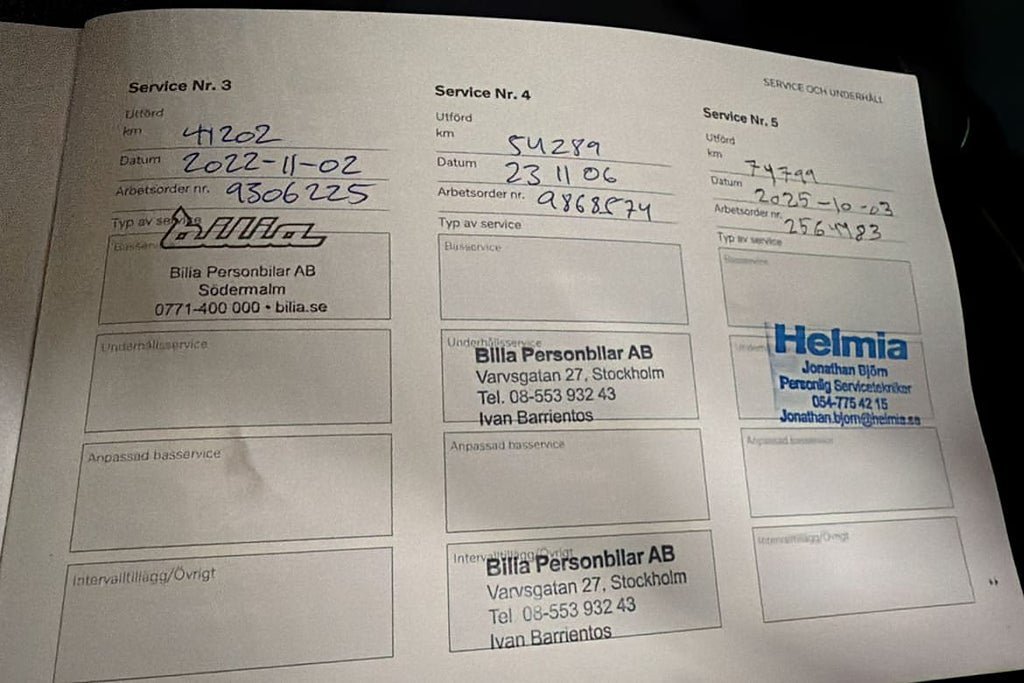 SERVICE OCH UNDERHÅLL
Service Nr. 3
Utförd
km 41202
Datum 2022-11-02
Arbetsorder nr. 9306225
Typ av service
Bilia
Basservice
Bilia Personbilar AB
Södermalm
0771-400 000 • bilia.se
Underhållsservice
Anpassad basservice
Intervalltillägg/Övrigt
Service Nr. 4
Utförd
km 54289
Datum 23 11 06
Arbetsorder nr. 9868574
Typ av service
Basservice
Underhållsservice
Bilia Personbilar AB
Varvsgatan 27, Stockholm
Tel. 08-553 932 43
Ivan Barrientos
Anpassad basservice
Intervalltillägg/Övrigt
Bilia Personbilar AB
Varvsgatan 27, Stockholm
Tel. 08-553 932 43
Ivan Barrientos
Service Nr. 5
Utförd
km 74799
Datum 2025-10-03
Arbetsorder nr.
Typ av service
Basservice
Helmia
Jonathan Björn
Personlig Servicetekniker
054-775 42 15
Jonathan.bjorn@helmia.se
Anpassad basservice
Intervalltillägg/Övrigt